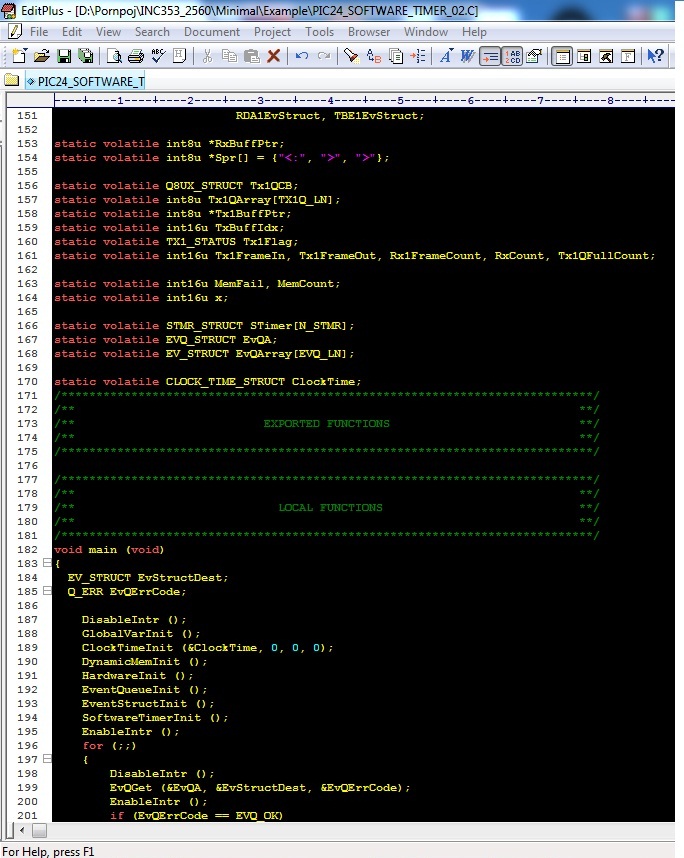 EditPlus - [D:\Pornpoj\INC353_2560\Minimal\Example\PIC24_SOFTWARE_TIMER_02.C]
File Edit View Search Document Project Tools Browser Window Help
PIC24_SOFTWARE_T
----+----1----+----2----+----3----+----4----+----5----+----6----+----7----+----8----+--
151 RDA1EvStruct, TBE1EvStruct;
152
153 static volatile int8u *RxBuffPtr;
154 static volatile int8u *Spr[] = {"<:", ">", ">"};
155
156 static volatile Q8UX_STRUCT Tx1QCB;
157 static volatile int8u Tx1QArray[TX1Q_LN];
158 static volatile int8u *Tx1BuffPtr;
159 static volatile int16u TxBuffIdx;
160 static volatile TX1_STATUS Tx1Flag;
161 static volatile int16u Tx1FrameIn, Tx1FrameOut, Rx1FrameCount, RxCount, Tx1QFullCount;
162
163 static volatile int16u MemFail, MemCount;
164 static volatile int16u x;
165
166 static volatile STMR_STRUCT STimer[N_STMR];
167 static volatile EVQ_STRUCT EvQA;
168 static volatile EV_STRUCT EvQArray[EVQ_LN];
169
170 static volatile CLOCK_TIME_STRUCT ClockTime;
171 /****************************************************************************/
172 /** **/
173 /** EXPORTED FUNCTIONS **/
174 /** **/
175 /****************************************************************************/
176
177 /****************************************************************************/
178 /** **/
179 /** LOCAL FUNCTIONS **/
180 /** **/
181 /****************************************************************************/
182 void main (void)
183 {
184 EV_STRUCT EvStructDest;
185 Q_ERR EvQErrCode;
186
187 DisableIntr ();
188 GlobalVarInit ();
189 ClockTimeInit (&ClockTime, 0, 0, 0);
190 DynamicMemInit ();
191 HardwareInit ();
192 EventQueueInit ();
193 EventStructInit ();
194 SoftwareTimerInit ();
195 EnableIntr ();
196 for (;;)
197 {
198 DisableIntr ();
199 EvQGet (&EvQA, &EvStructDest, &EvQErrCode);
200 EnableIntr ();
201 if (EvQErrCode == EVQ_OK)
For Help, press F1